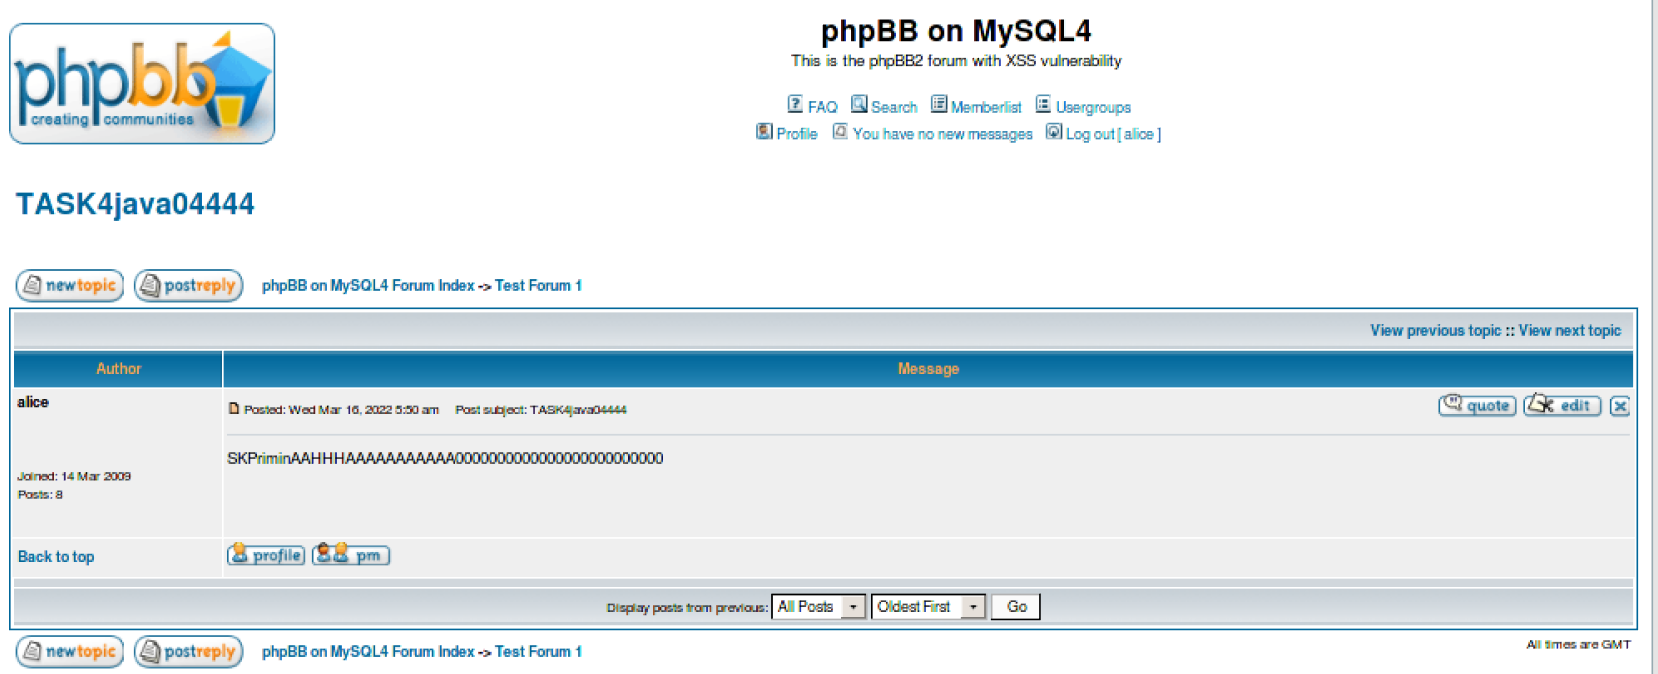 phpbb
creating communities
phpBB on MySQL4
This is the phpBB2 forum with XSS vulnerability
FAQ Search Memberlist Usergroups
Profile You have no new messages Log out [ alice ]
TASK4java04444
newtopic postreply phpBB on MySQL4 Forum Index -> Test Forum 1
View previous topic :: View next topic
Author Message
alice
Posted: Wed Mar 16, 2022 5:50 am Post subject: TASK4java04444
quote edit
SKPriminAAHHHAAAAAAAAAAA0000000000000000000000000
Joined: 14 Mar 2009
Posts: 8
Back to top
profile pm
Display posts from previous: All Posts Oldest First Go
All times are GMT
newtopic postreply phpBB on MySQL4 Forum Index -> Test Forum 1